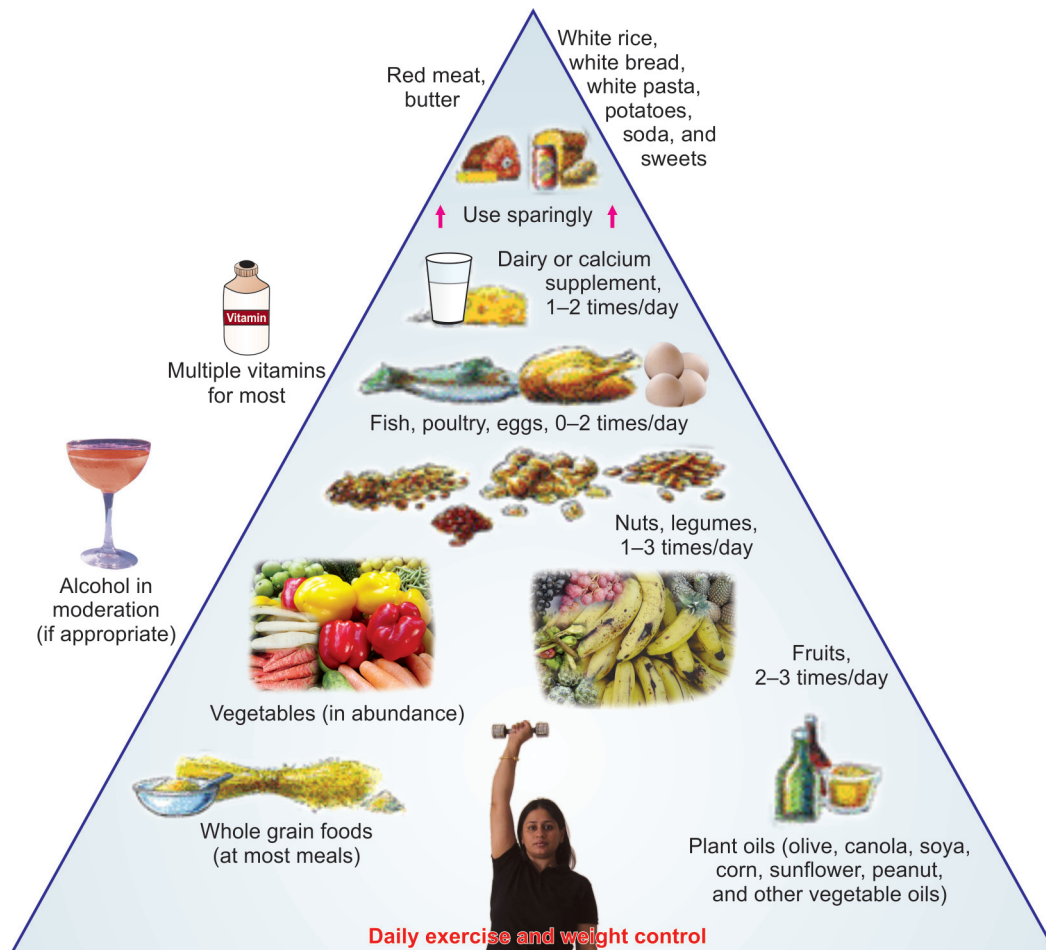 Red meat,
butter
White rice,
white bread,
white pasta,
potatoes,
soda, and
sweets
Use sparingly
Dairy or calcium
supplement,
1–2 times/day
Vitamin
Multiple vitamins
for most
Fish, poultry, eggs, 0–2 times/day
Nuts, legumes,
1–3 times/day
Alcohol in
moderation
(if appropriate)
Fruits,
2–3 times/day
Vegetables (in abundance)
Whole grain foods
(at most meals)
Plant oils (olive, canola, soya,
corn, sunflower, peanut,
and other vegetable oils)
Daily exercise and weight control